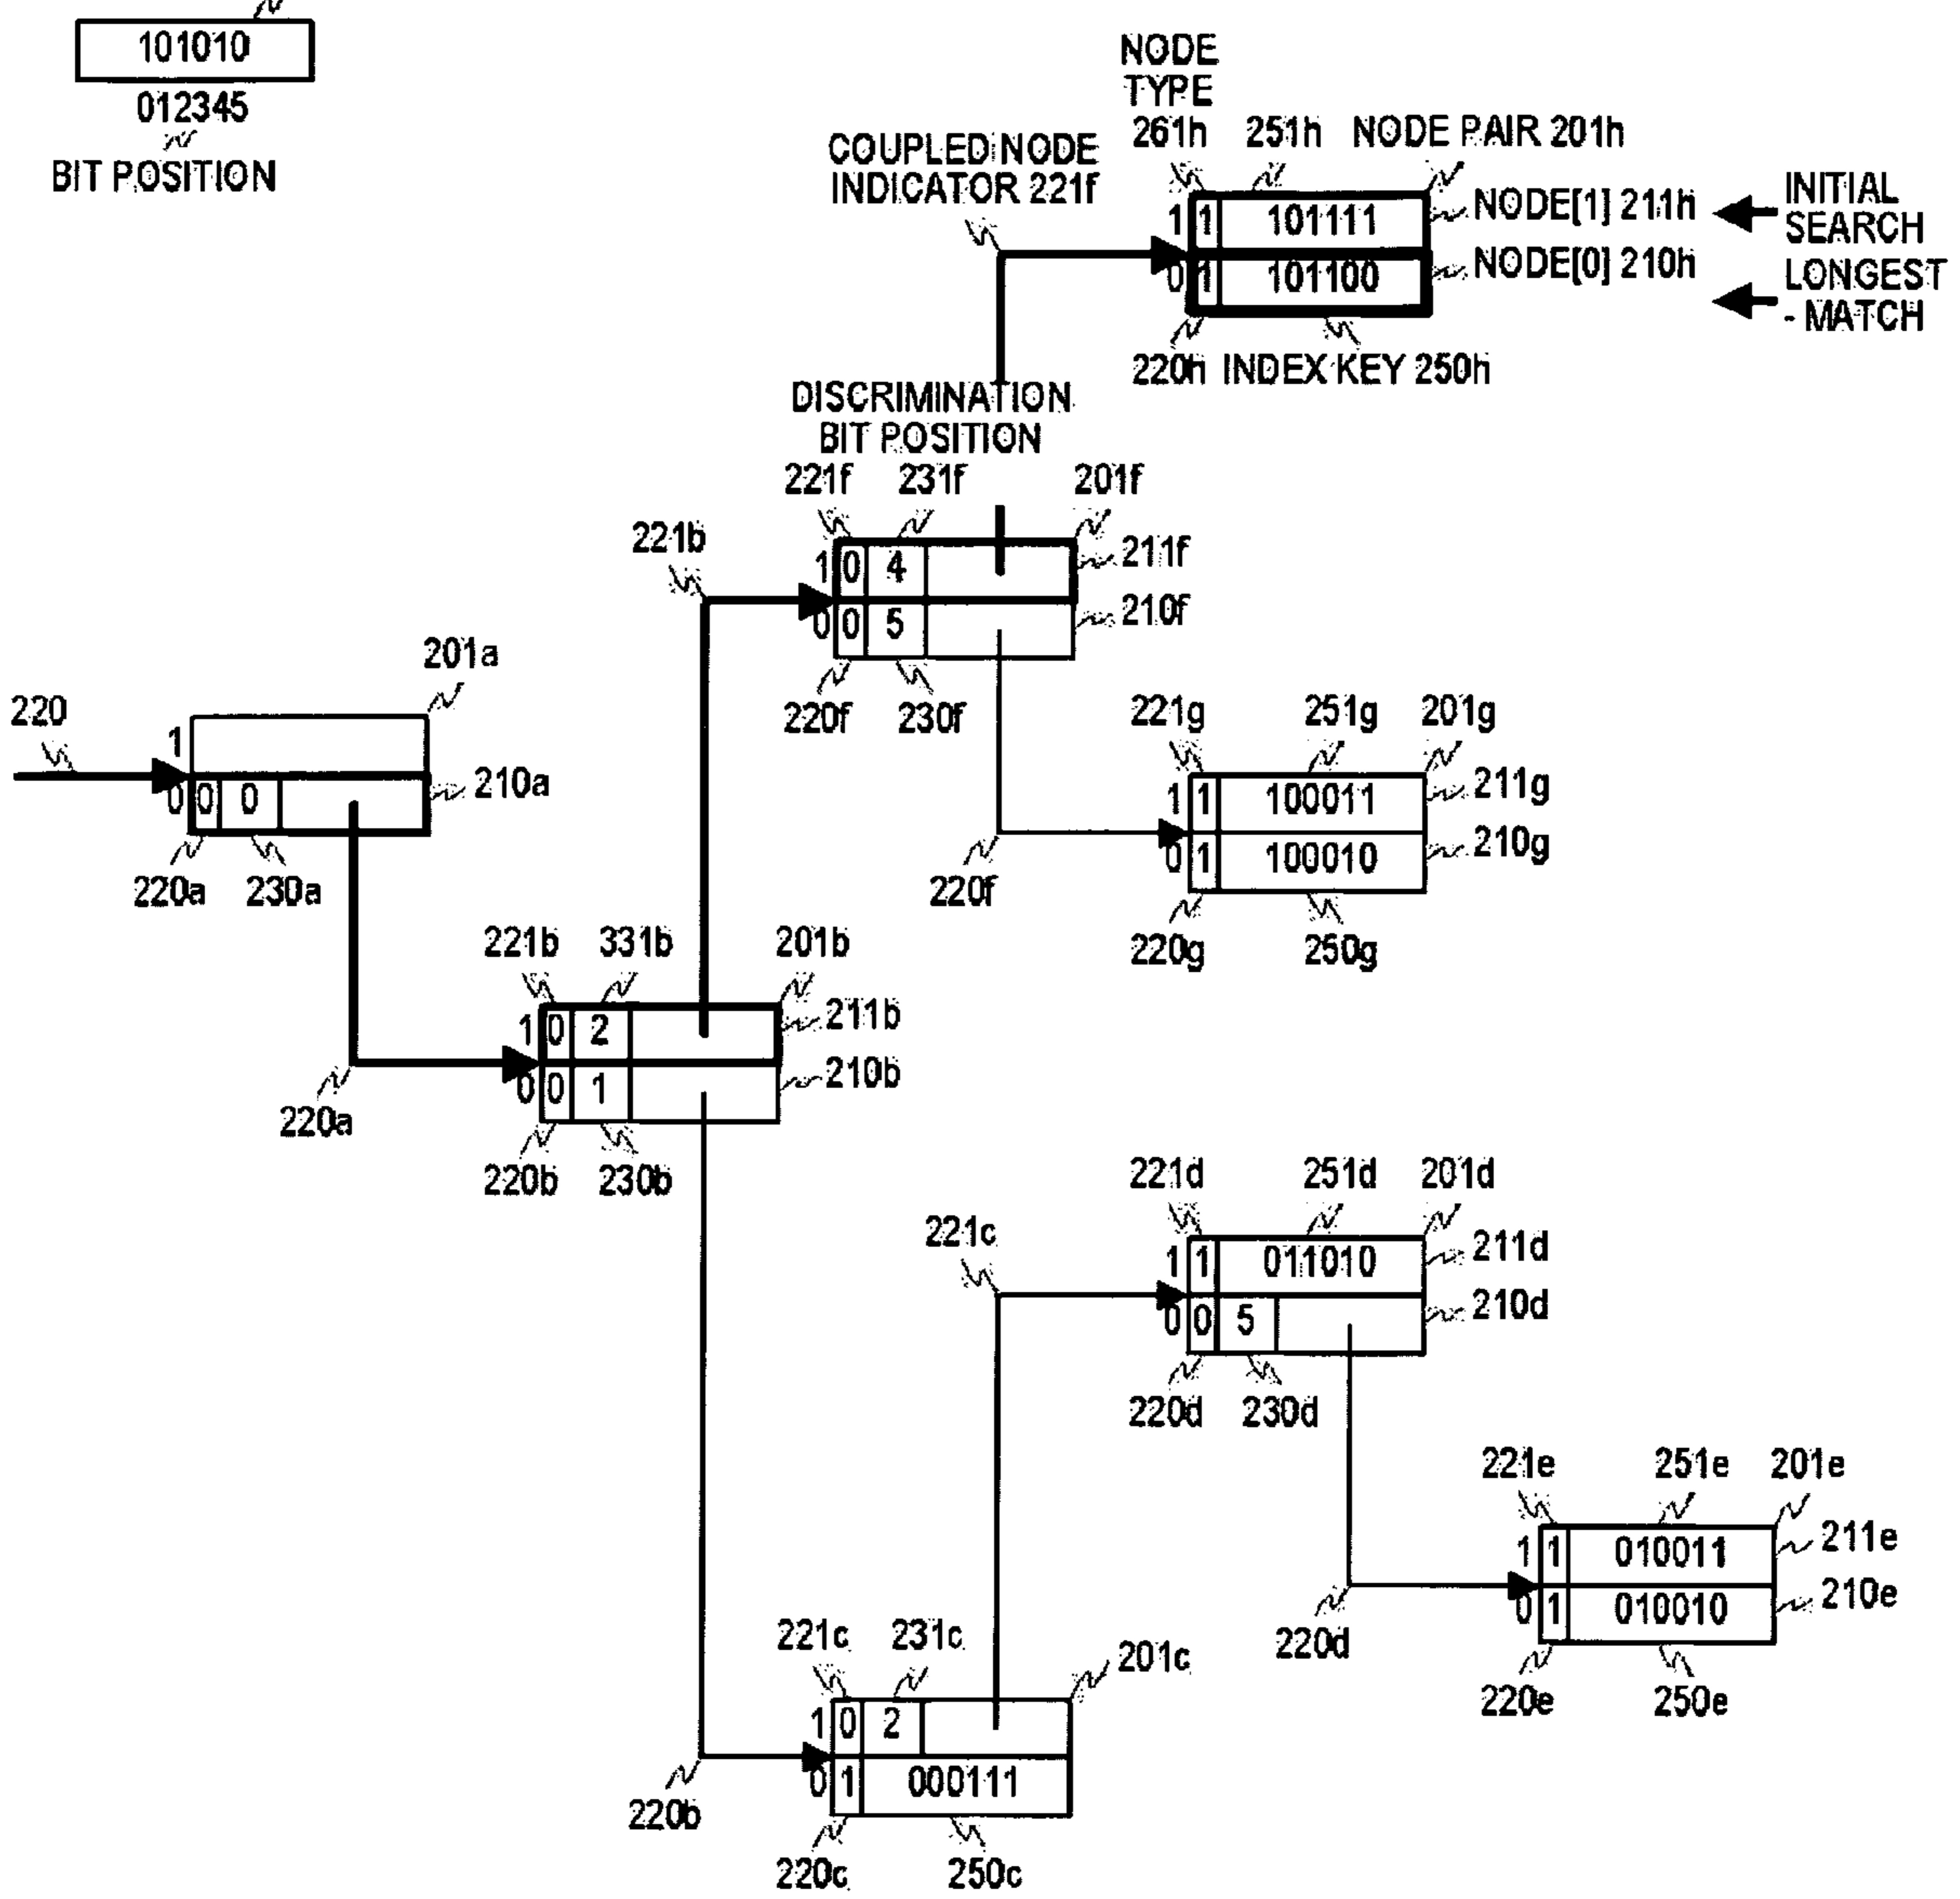 101010
012345
BIT POSITION
NODE
TYPE
261h 251h NODE PAIR 201h
COUPLED NODE
INDICATOR 221f
1 1 101111 NODE[1] 211h
INITIAL
SEARCH
0 1 101100 NODE[0] 210h
LONGEST
- MATCH
220h INDEX KEY 250h
DISCRIMINATION
BIT POSITION
221f 231f 201f
221b
1 0 4 211f
0 0 5 210f
220f 230f
201a
220
1
0 0 0 210a
220a 230a
221g 251g 201g
1 1 100011 211g
0 1 100010 210g
220f
220g 250g
221b 331b 201b
1 0 2 211b
0 0 1 210b
220a
220b 230b
221d 251d 201d
221c
1 1 011010 211d
0 0 5 210d
220d 230d
221e 251e 201e
1 1 010011 211e
0 1 010010 210e
220d
220e 250e
221c 231c 201c
1 0 2
0 1 000111
220b
220c 250c